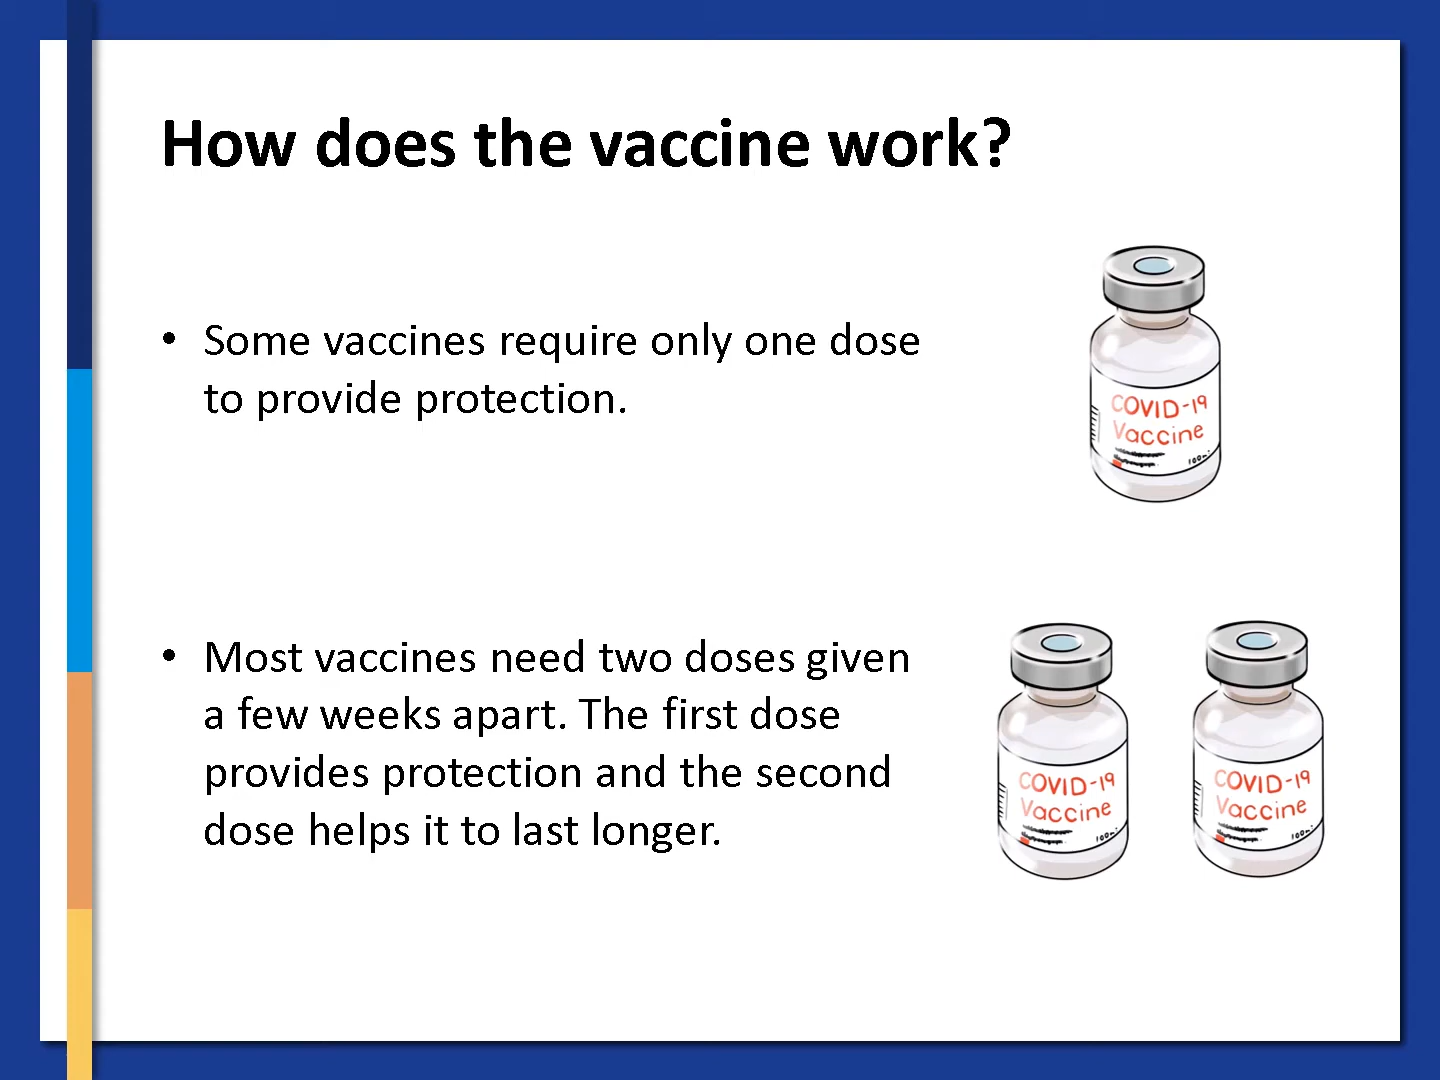 How does the vaccine work?
• Some vaccines require only one dose
to provide protection.
COVID-19
Vaccine
• Most vaccines need two doses given
a few weeks apart. The first dose
provides protection and the second
dose helps it to last longer.
COVID-19
Vaccine
COVID-19
Vaccine